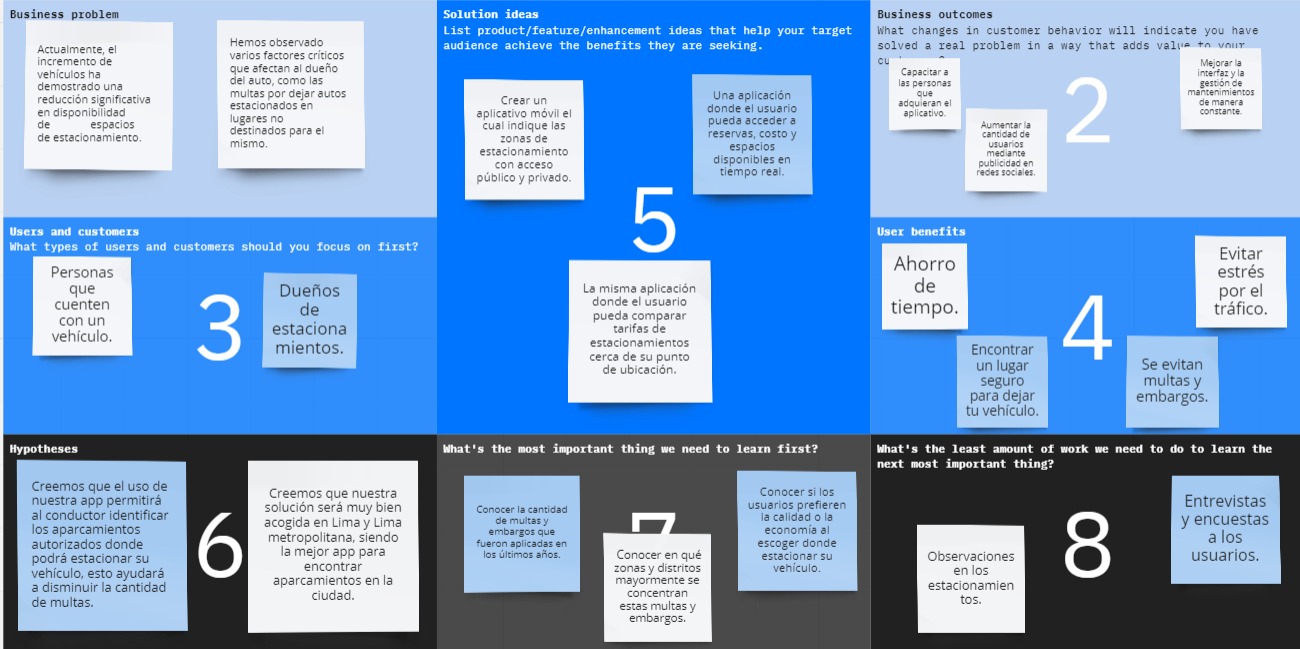 Business problem
Actualmente, el
incremento de
vehículos ha
demostrado una
reducción significativa
en disponibilidad
de espacios
de estacionamiento.
Hemos observado
varios factores críticos
que afectan al dueño
del auto, como las
multas por dejar autos
estacionados en
lugares no
destinados para el
mismo.
Solution ideas
List product/feature/enhancement ideas that help your target
audience achieve the benefits they are seeking.
Crear un
aplicativo móvil el
cual indique las
zonas de
estacionamiento
con acceso
público y privado.
Una aplicación
donde el usuario
pueda acceder a
reservas, costo y
espacios
disponibles en
tiempo real.
5
La misma aplicación
donde el usuario
pueda comparar
tarifas de
estacionamientos
cerca de su punto
de ubicación.
Business outcomes
What changes in customer behavior will indicate you have
solved a real problem in a way that adds value to your
Capacitar a
las personas
que
adquieran el
aplicativo.
Aumentar la
cantidad de
usuarios
mediante
publicidad en
redes sociales.
2
Mejorar la
interfaz y la
gestión de
mantenimientos
de manera
constante.
Users and customers
What types of users and customers should you focus on first?
Personas
que
cuenten
con un
vehículo.
3
Dueños
de
estaciona
mientos.
User benefits
Ahorro
de
tiempo.
Encontrar
un lugar
seguro
para dejar
tu vehículo.
4
Se evitan
multas y
embargos.
Evitar
estrés
por el
tráfico.
Hypotheses
Creemos que el uso de
nuestra app permitirá
al conductor identificar
los aparcamientos
autorizados donde
podrá estacionar su
vehículo, esto ayudará
a disminuir la cantidad
de multas.
6
Creemos que nuestra
solución será muy bien
acogida en Lima y Lima
metropolitana, siendo
la mejor app para
encontrar
aparcamientos en la
ciudad.
What's the most important thing we need to learn first?
Conocer la cantidad
de multas y
embargos que
fueron aplicadas en
los últimos años.
7
Conocer en qué
zonas y distritos
mayormente se
concentran
estas multas y
embargos.
Conocer si los
usuarios prefieren
la calidad o la
economía al
escoger donde
estacionar su
vehículo.
What's the least amount of work we need to do to learn the
next most important thing?
Observaciones
en los
estacionamien
tos.
8
Entrevistas
y encuestas
a los
usuarios.